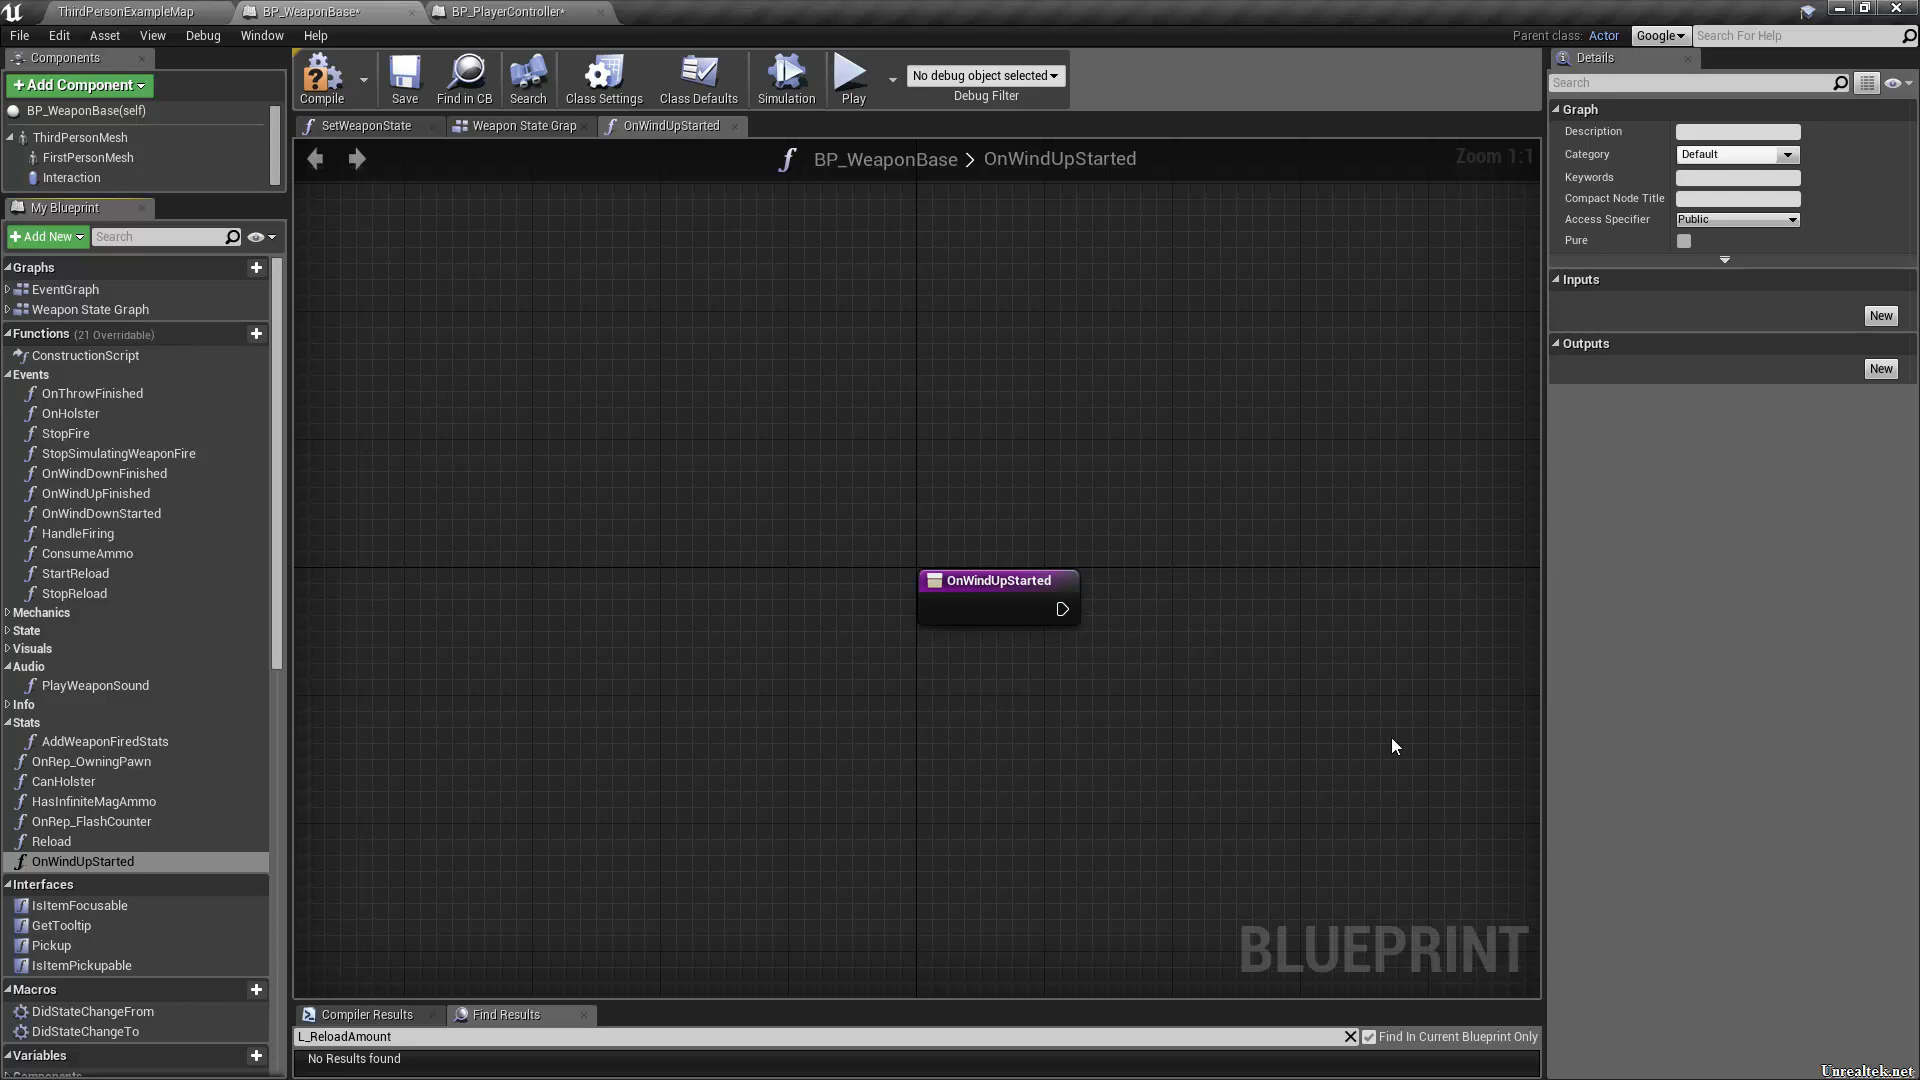 ThirdPersonExampleMap
BP_WeaponBase*
BP_PlayerController*
File Edit Asset View Debug Window Help
Parent class: Actor
Google
Search For Help
Components
+Add Component
BP_WeaponBase(self)
ThirdPersonMesh
FirstPersonMesh
Interaction
My Blueprint
+Add New
Search
Graphs
EventGraph
Weapon State Graph
Functions (21 Overridable)
ConstructionScript
Events
OnThrowFinished
OnHolster
StopFire
StopSimulatingWeaponFire
OnWindDownFinished
OnWindUpFinished
OnWindDownStarted
HandleFiring
ConsumeAmmo
StartReload
StopReload
Mechanics
State
Visuals
Audio
PlayWeaponSound
Info
Stats
AddWeaponFiredStats
OnRep_OwningPawn
CanHolster
HasInfiniteMagAmmo
OnRep_FlashCounter
Reload
OnWindUpStarted
Interfaces
IsItemFocusable
GetTooltip
Pickup
IsItemPickupable
Macros
DidStateChangeFrom
DidStateChangeTo
Variables
Compile
Save
Find in CB
Search
Class Settings
Class Defaults
Simulation
Play
No debug object selected
Debug Filter
SetWeaponState
Weapon State Grap
OnWindUpStarted
BP_WeaponBase > OnWindUpStarted
Zoom 1:1
OnWindUpStarted
BLUEPRINT
Compiler Results
Find Results
L_ReloadAmount
Find In Current Blueprint Only
No Results found
Details
Search
Graph
Description
Category Default
Keywords
Compact Node Title
Access Specifier Public
Pure
Inputs
New
Outputs
New
Unrealtek.net